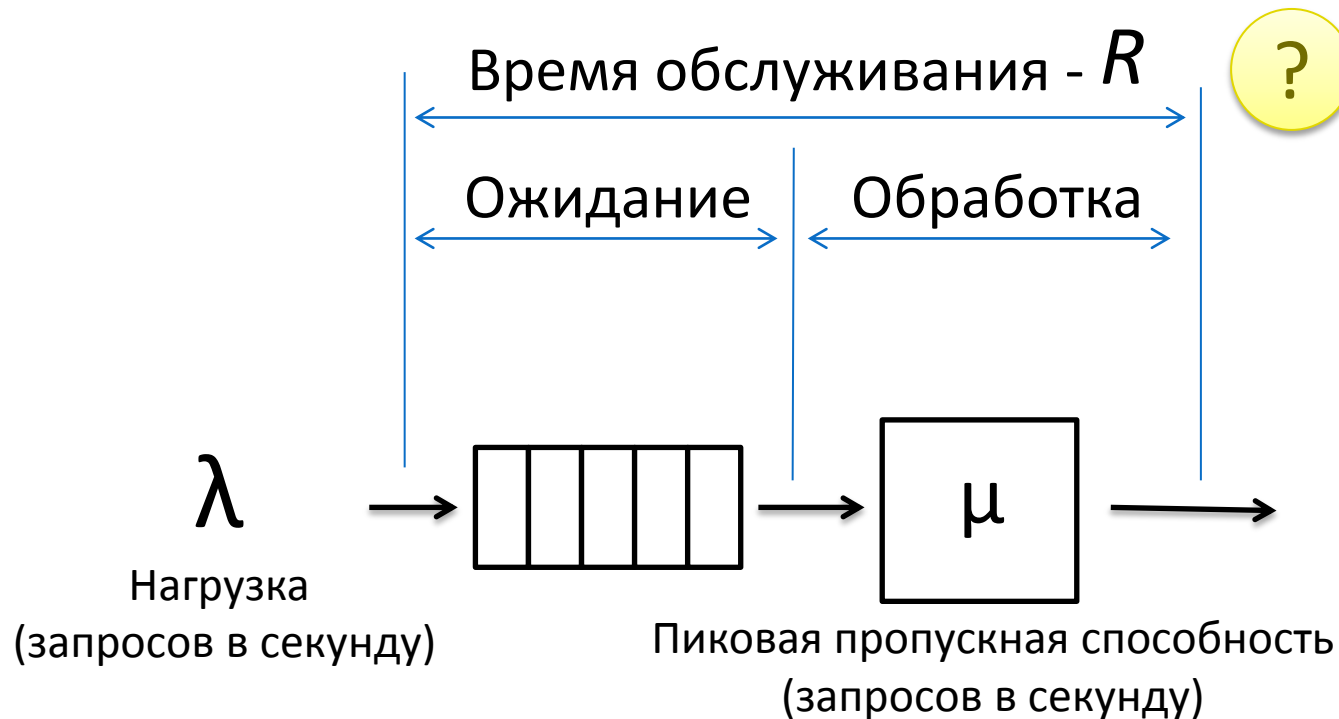 Время обслуживания - R
?
Ожидание
Обработка
λ
μ
Нагрузка
(запросов в секунду)
Пиковая пропускная способность
(запросов в секунду)